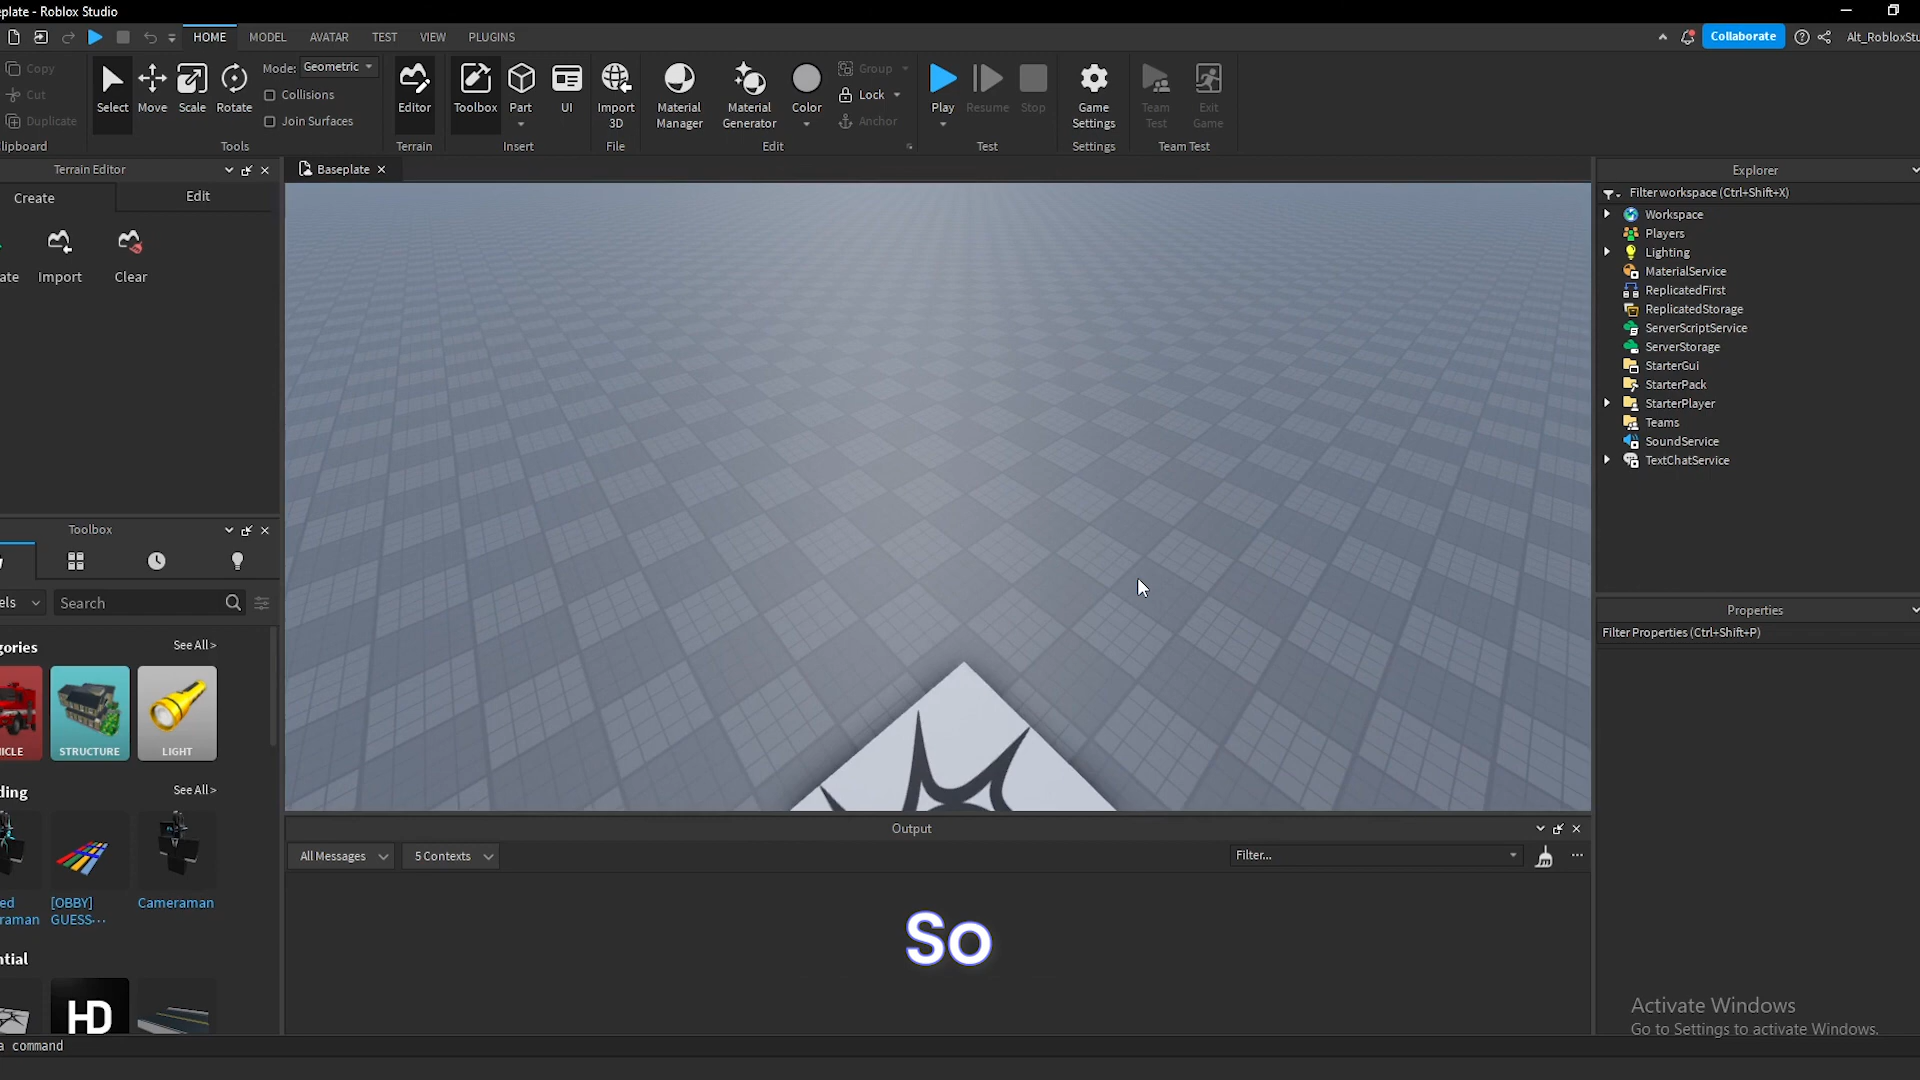 plate - Roblox Studio
HOME MODEL AVATAR TEST VIEW PLUGINS
Collaborate
Alt_RobloxStu
Copy
Cut
Duplicate
lipboard
Select Move Scale Rotate
Mode: Geometric
Collisions
Join Surfaces
Tools
Editor
Terrain
Toolbox Part UI
Insert
Import 3D
File
Material Manager
Material Generator
Color
Group
Lock
Anchor
Edit
Play Resume Stop
Test
Game Settings
Settings
Team Test
Exit Game
Team Test
Terrain Editor
Create Edit
ate Import Clear
Baseplate
Explorer
Filter workspace (Ctrl+Shift+X)
Workspace
Players
Lighting
MaterialService
ReplicatedFirst
ReplicatedStorage
ServerScriptService
ServerStorage
StarterGui
StarterPack
StarterPlayer
Teams
SoundService
TextChatService
Toolbox
els Search
gories See All >
ICLE STRUCTURE LIGHT
ding See All >
ed
raman
[OBBY]
GUESS...
Cameraman
ntial
HD
Properties
Filter Properties (Ctrl+Shift+P)
Output
All Messages 5 Contexts Filter...
So
Activate Windows
Go to Settings to activate Windows.
a command